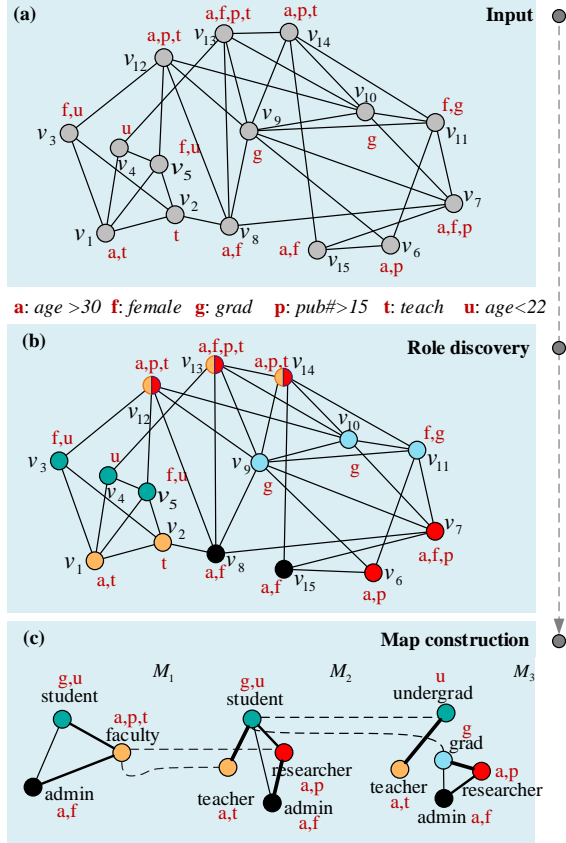 (a) Input
a,f,p,t a,p,t
a,p,t v13 v14
v12
f,u v10 f,g
v3 u v9
v4 f,u g g v11
v5
v2 v7
v1 t v8 a,f v6 a,f,p
a,t a,f v15 a,p
a: age >30 f: female g: grad p: pub#>15 t: teach u: age<22
(b) Role discovery
a,f,p,t
a,p,t v13 a,p,t v14
v12 v10
f,u f,g
v3 u f,u v9 v11
v4 v5 g g
v2 v7
v1 t v8 v15 v6 a,f,p
a,t a,f a,f a,p
(c) Map construction
g,u M1 M2 u M3
student a,p,t student undergrad
faculty g
grad
researcher teacher a,p
admin teacher a,p a,t researcher
a,f a,t admin admin a,f
a,f